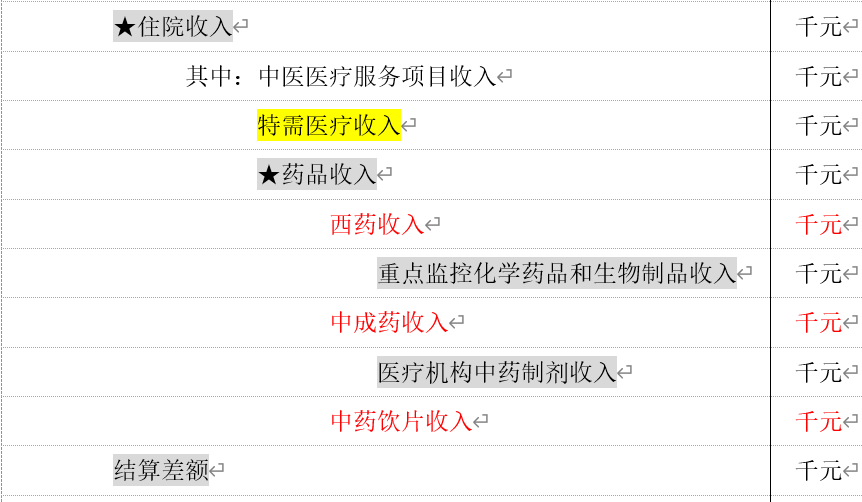 ★住院收入 千元
其中：中医医疗服务项目收入 千元
特需医疗收入 千元
★药品收入 千元
西药收入 千元
重点监控化学药品和生物制品收入 千元
中成药收入 千元
医疗机构中药制剂收入 千元
中药饮片收入 千元
结算差额 千元